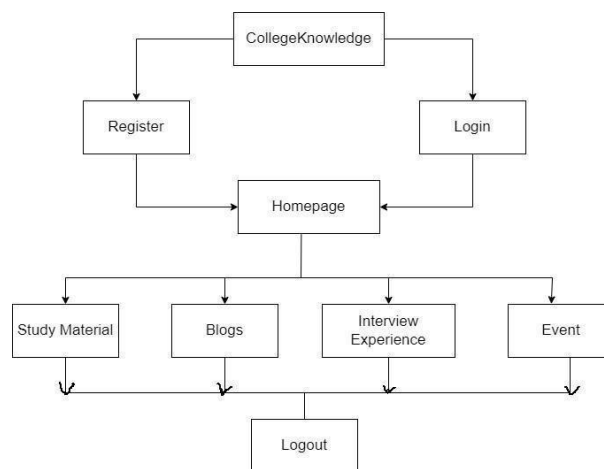 CollegeKnowledge
Register
Login
Homepage
Study Material
Blogs
Interview
Experience
Event
Logout